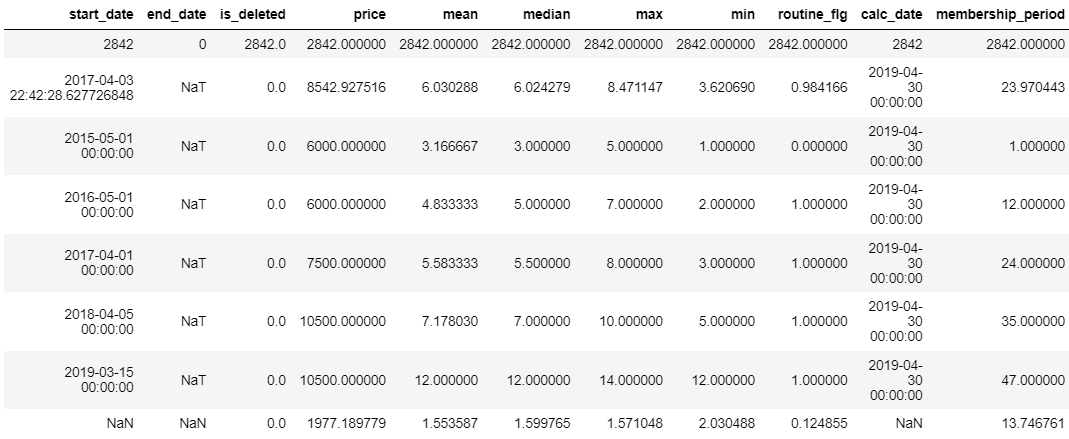 start_date end_date is_deleted price mean median max min routine_flg calc_date membership_period
2842 0 2842.0 2842.000000 2842.000000 2842.000000 2842.000000 2842.000000 2842.000000 2842 2842.000000
2017-04-03 22:42:28.627726848 NaT 0.0 8542.927516 6.030288 6.024279 8.471147 3.620690 0.984166 2019-04-30 00:00:00 23.970443
2015-05-01 00:00:00 NaT 0.0 6000.000000 3.166667 3.000000 5.000000 1.000000 0.000000 2019-04-30 00:00:00 1.000000
2016-05-01 00:00:00 NaT 0.0 6000.000000 4.833333 5.000000 7.000000 2.000000 1.000000 2019-04-30 00:00:00 12.000000
2017-04-01 00:00:00 NaT 0.0 7500.000000 5.583333 5.500000 8.000000 3.000000 1.000000 2019-04-30 00:00:00 24.000000
2018-04-05 00:00:00 NaT 0.0 10500.000000 7.178030 7.000000 10.000000 5.000000 1.000000 2019-04-30 00:00:00 35.000000
2019-03-15 00:00:00 NaT 0.0 10500.000000 12.000000 12.000000 14.000000 12.000000 1.000000 2019-04-30 00:00:00 47.000000
NaN NaN 0.0 1977.189779 1.553587 1.599765 1.571048 2.030488 0.124855 NaN 13.746761